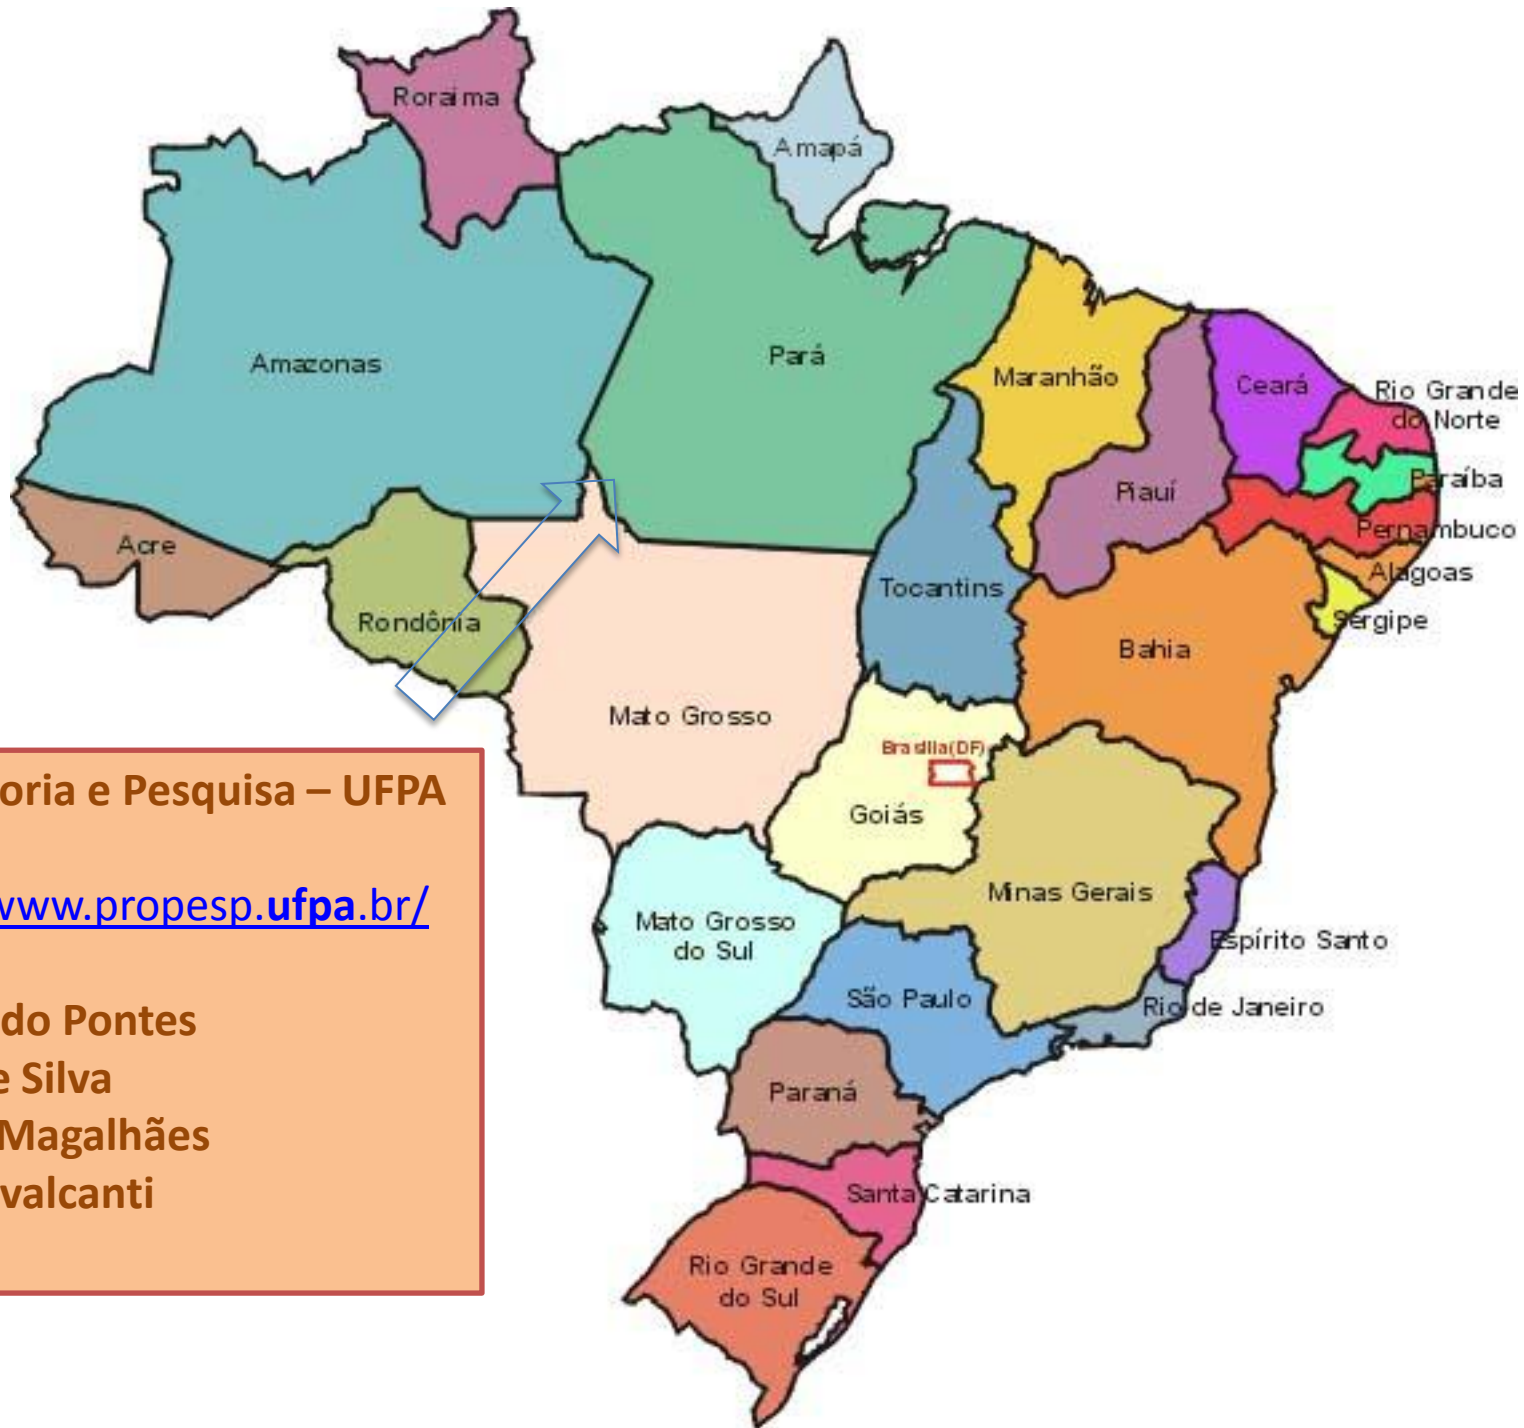 Roraima
Amapá
Amazonas
Pará
Maranhão
Ceará
Rio Grande
do Norte
Piauí
Paraíba
Pernambuco
Acre
Alagoas
Tocantins
Sergipe
Rondônia
Bahia
Mato Grosso
Brasília(DF)
Goiás
Minas Gerais
Mato Grosso
do Sul
Espírito Santo
São Paulo
Rio de Janeiro
Paraná
Santa Catarina
Rio Grande
do Sul
oria e Pesquisa – UFPA
www.propesp.ufpa.br/
do Pontes
e Silva
Magalhães
valcanti